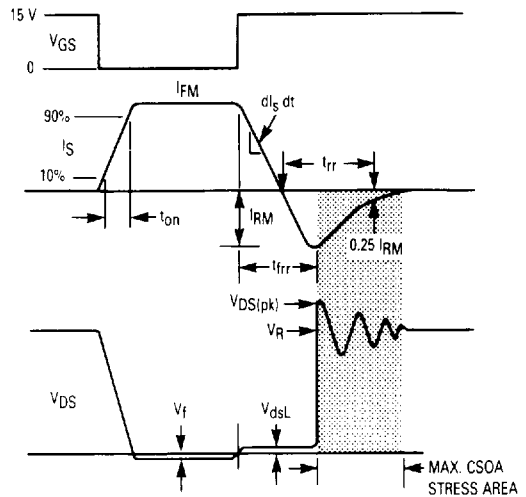 15 V
VGS
0
IFM
90%
dIs dt
IS
trr
10%
ton
IRM
0.25 IRM
tfrr
VDS(pk)
VR
VDS
Vf
VdsL
MAX. CSOA
STRESS AREA